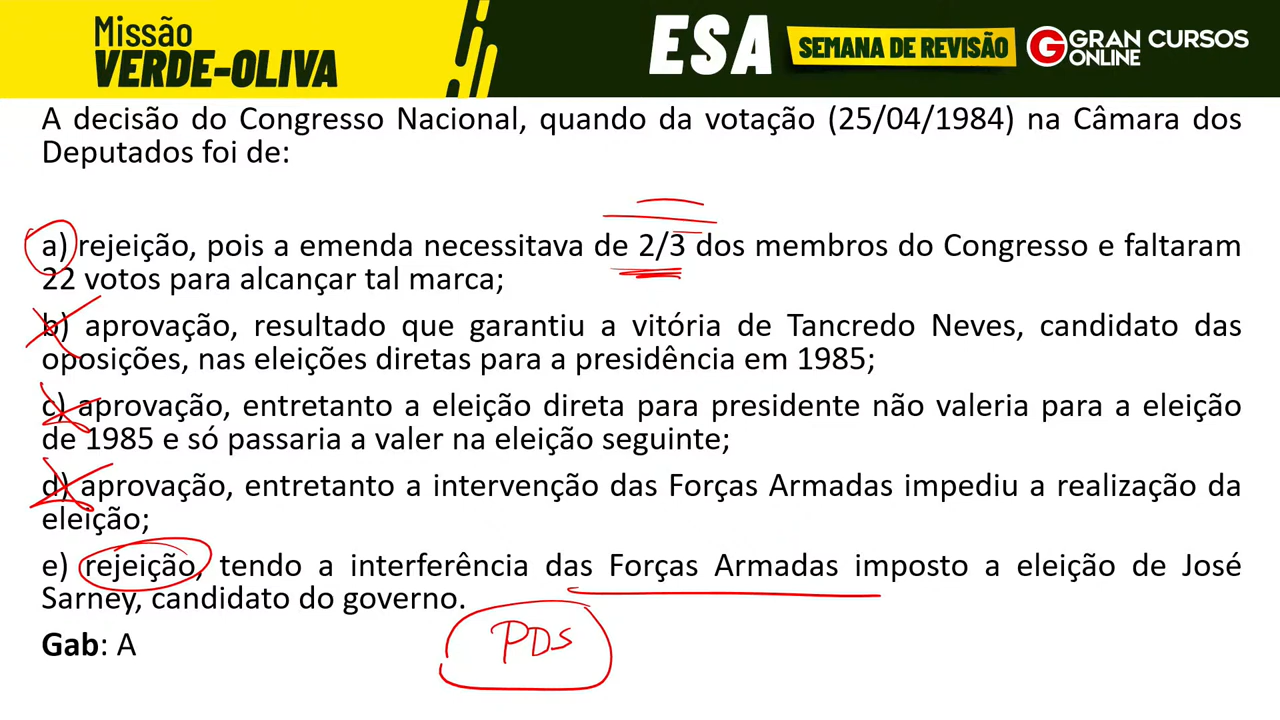 Missão
VERDE-OLIVA
ESA
SEMANA DE REVISÃO
GRAN CURSOS
ONLINE
A decisão do Congresso Nacional, quando da votação (25/04/1984) na Câmara dos
Deputados foi de:
a) rejeição, pois a emenda necessitava de 2/3 dos membros do Congresso e faltaram
22 votos para alcançar tal marca;
b) aprovação, resultado que garantiu a vitória de Tancredo Neves, candidato das
oposições, nas eleições diretas para a presidência em 1985;
c) aprovação, entretanto a eleição direta para presidente não valeria para a eleição
de 1985 e só passaria a valer na eleição seguinte;
d) aprovação, entretanto a intervenção das Forças Armadas impediu a realização da
eleição;
e) rejeição, tendo a interferência das Forças Armadas imposto a eleição de José
Sarney, candidato do governo.
PDS
Gab: A